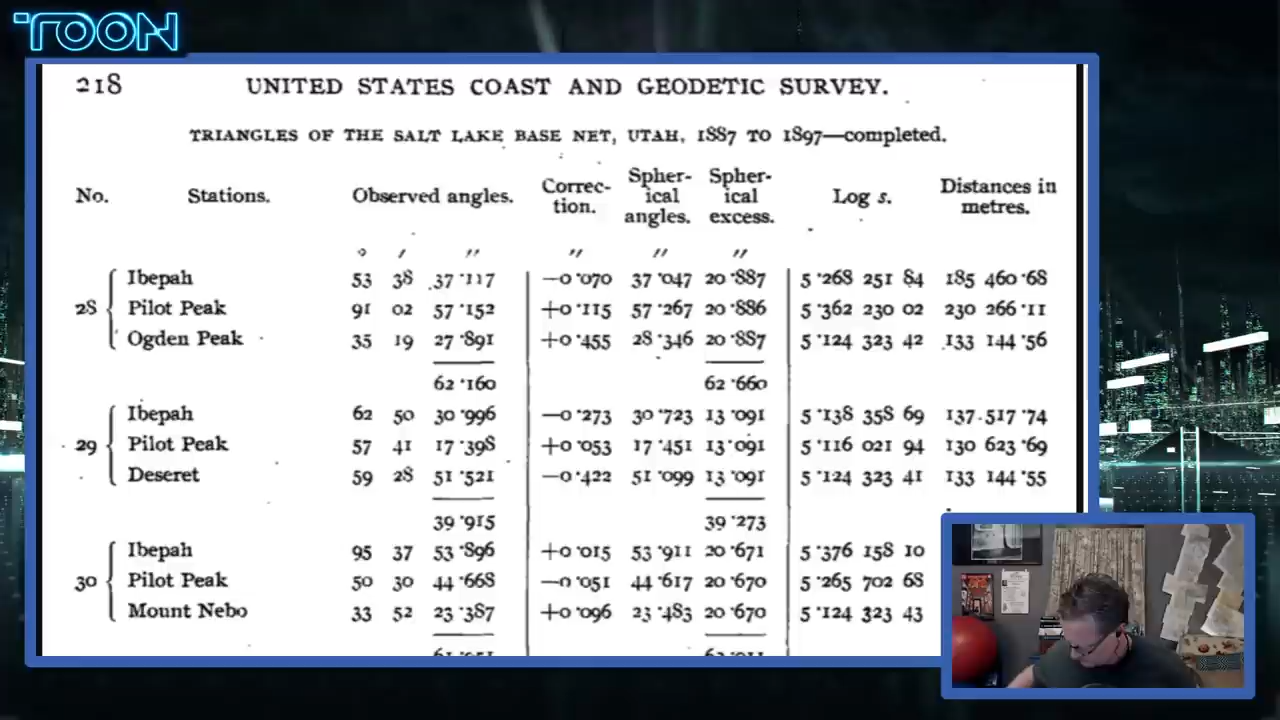 TOON
218 UNITED STATES COAST AND GEODETIC SURVEY.
TRIANGLES OF THE SALT LAKE BASE NET, UTAH, 1887 TO 1897—completed.
No. Stations. Observed angles. Correc-tion. Spher-ical angles. Spher-ical excess. Log s. Distances in metres.
° ′ ″ ″ ″ ″
Ibepah 53 38 37·117 —0·070 37·047 20·887 5·268 251 84 185 460·68
28 Pilot Peak 91 02 57·152 +0·115 57·267 20·886 5·362 230 02 230 266·11
Ogden Peak 35 19 27·891 +0·455 28·346 20·887 5·124 323 42 133 144·56
62·160 62·660
Ibepah 62 50 30·996 —0·273 30·723 13·091 5·138 358 69 137 517·74
29 Pilot Peak 57 41 17·398 +0·053 17·451 13·091 5·116 021 94 130 623·69
Deseret 59 28 51·521 —0·422 51·099 13·091 5·124 323 41 133 144·55
39·915 39·273
Ibepah 95 37 53·896 +0·015 53·911 20·671 5·376 158 10
30 Pilot Peak 50 30 44·668 —0·051 44·617 20·670 5·265 702 68
Mount Nebo 33 52 23·387 +0·096 23·483 20·670 5·124 323 43